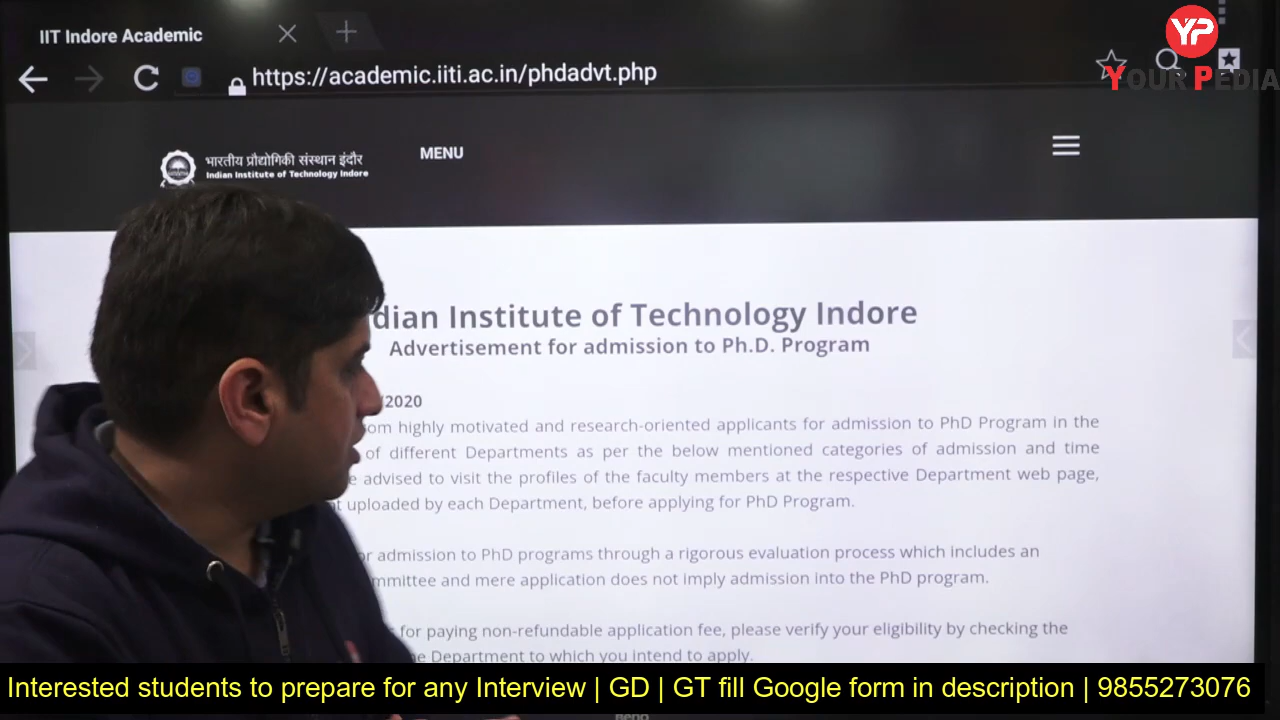 IIT Indore Academic
https://academic.iiti.ac.in/phdadvt.php
YP
YOUR PEDIA
भारतीय प्रौद्योगिकी संस्थान इंदौर
Indian Institute of Technology Indore
MENU
dian Institute of Technology Indore
Advertisement for admission to Ph.D. Program
/2020
om highly motivated and research-oriented applicants for admission to PhD Program in the
of different Departments as per the below mentioned categories of admission and time
e advised to visit the profiles of the faculty members at the respective Department web page,
t uploaded by each Department, before applying for PhD Program.
or admission to PhD programs through a rigorous evaluation process which includes an
mmittee and mere application does not imply admission into the PhD program.
s for paying non-refundable application fee, please verify your eligibility by checking the
e Department to which you intend to apply.
Interested students to prepare for any Interview | GD | GT fill Google form in description | 9855273076